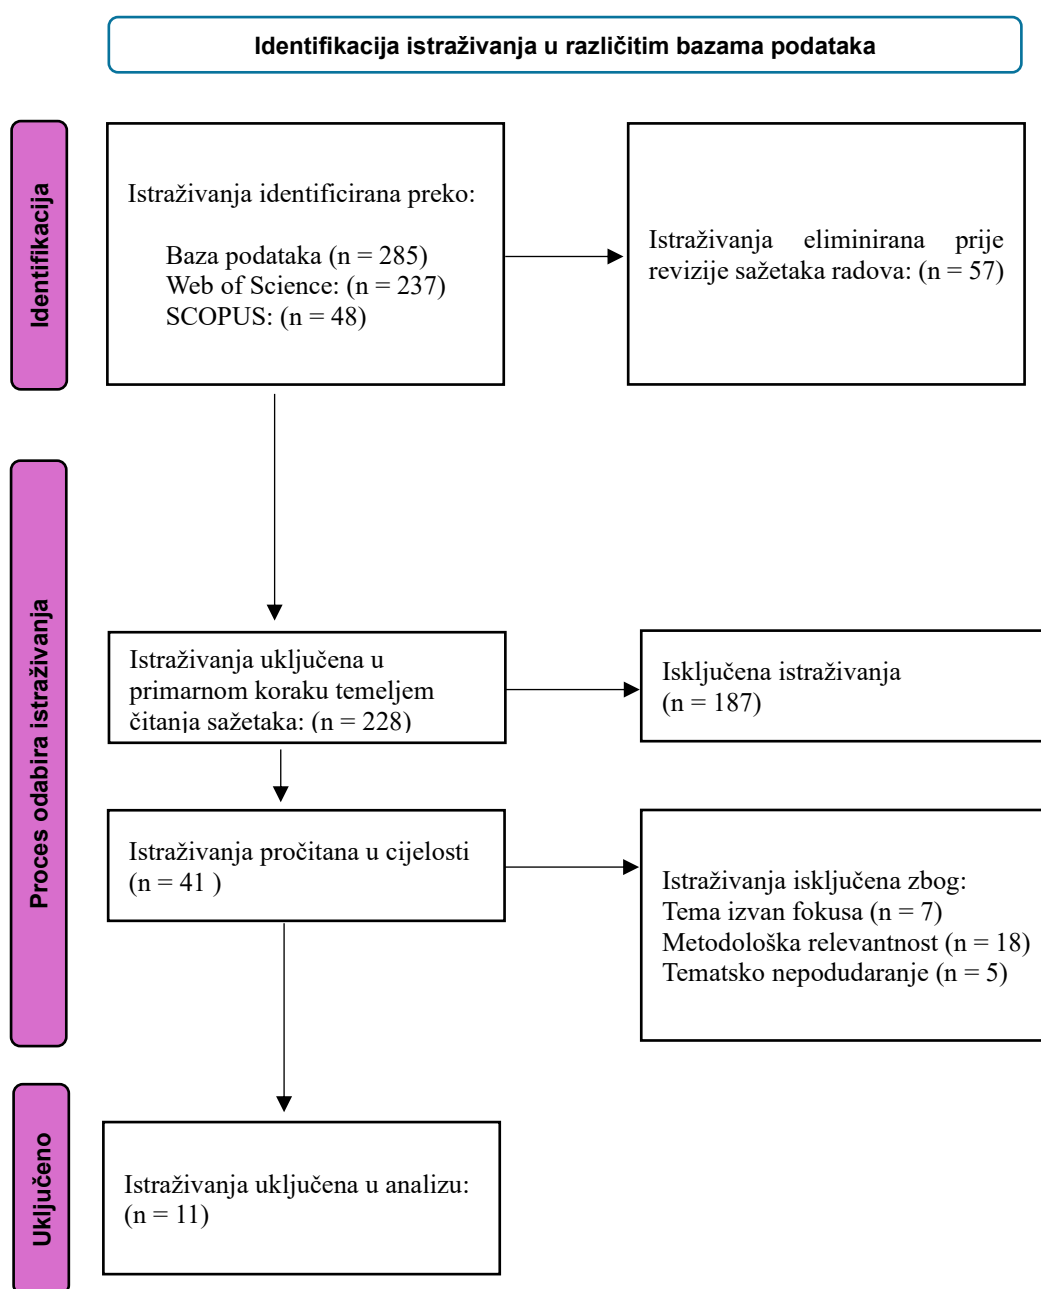 Identifikacija istraživanja u različitim bazama podataka
Identifikacija
Istraživanja identificirana preko:
Baza podataka (n = 285)
Web of Science: (n = 237)
SCOPUS: (n = 48)
Istraživanja eliminirana prije
revizije sažetaka radova: (n = 57)
Proces odabira istraživanja
Istraživanja uključena u
primarnom koraku temeljem
čitanja sažetaka: (n = 228)
Isključena istraživanja
(n = 187)
Istraživanja pročitana u cijelosti
(n = 41 )
Istraživanja isključena zbog:
Tema izvan fokusa (n = 7)
Metodološka relevantnost (n = 18)
Tematsko nepodudaranje (n = 5)
Uključeno
Istraživanja uključena u analizu:
(n = 11)